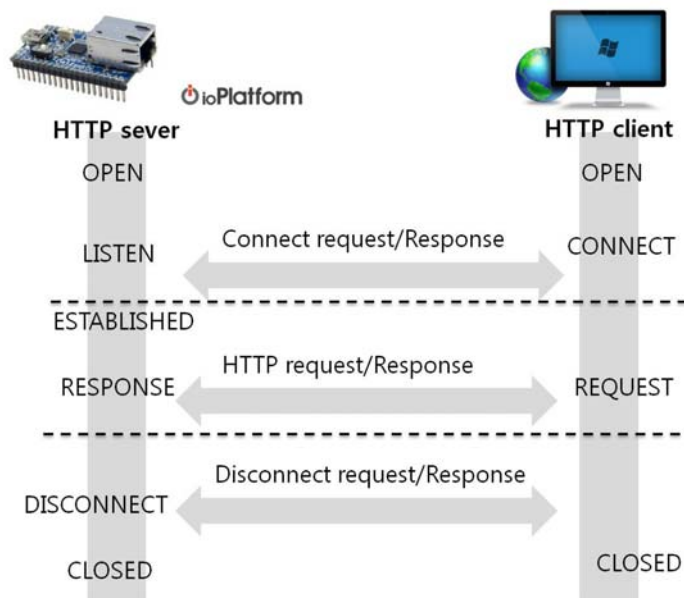 ioPlatform
HTTP sever
HTTP client
OPEN
OPEN
Connect request/Response
LISTEN
CONNECT
ESTABLISHED
HTTP request/Response
RESPONSE
REQUEST
Disconnect request/Response
DISCONNECT
CLOSED
CLOSED